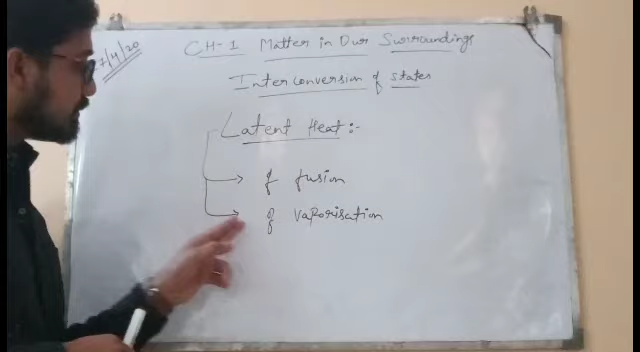 7/4/20
CH-1 Matter in Our Surroundings
Interconversion of states
Latent Heat :-
of fusion
of vaporisation